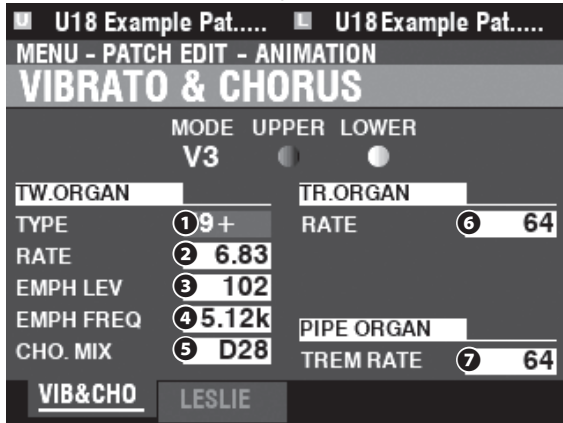 U U18 Example Pat..... L U18 Example Pat.....
MENU - PATCH EDIT - ANIMATION
VIBRATO & CHORUS
MODE UPPER LOWER
V3
TW.ORGAN
TYPE 1 9+
RATE 2 6.83
EMPH LEV 3 102
EMPH FREQ 4 5.12k
CHO. MIX 5 D28
TR.ORGAN
RATE 6 64
PIPE ORGAN
TREM RATE 7 64
VIB&CHO LESLIE